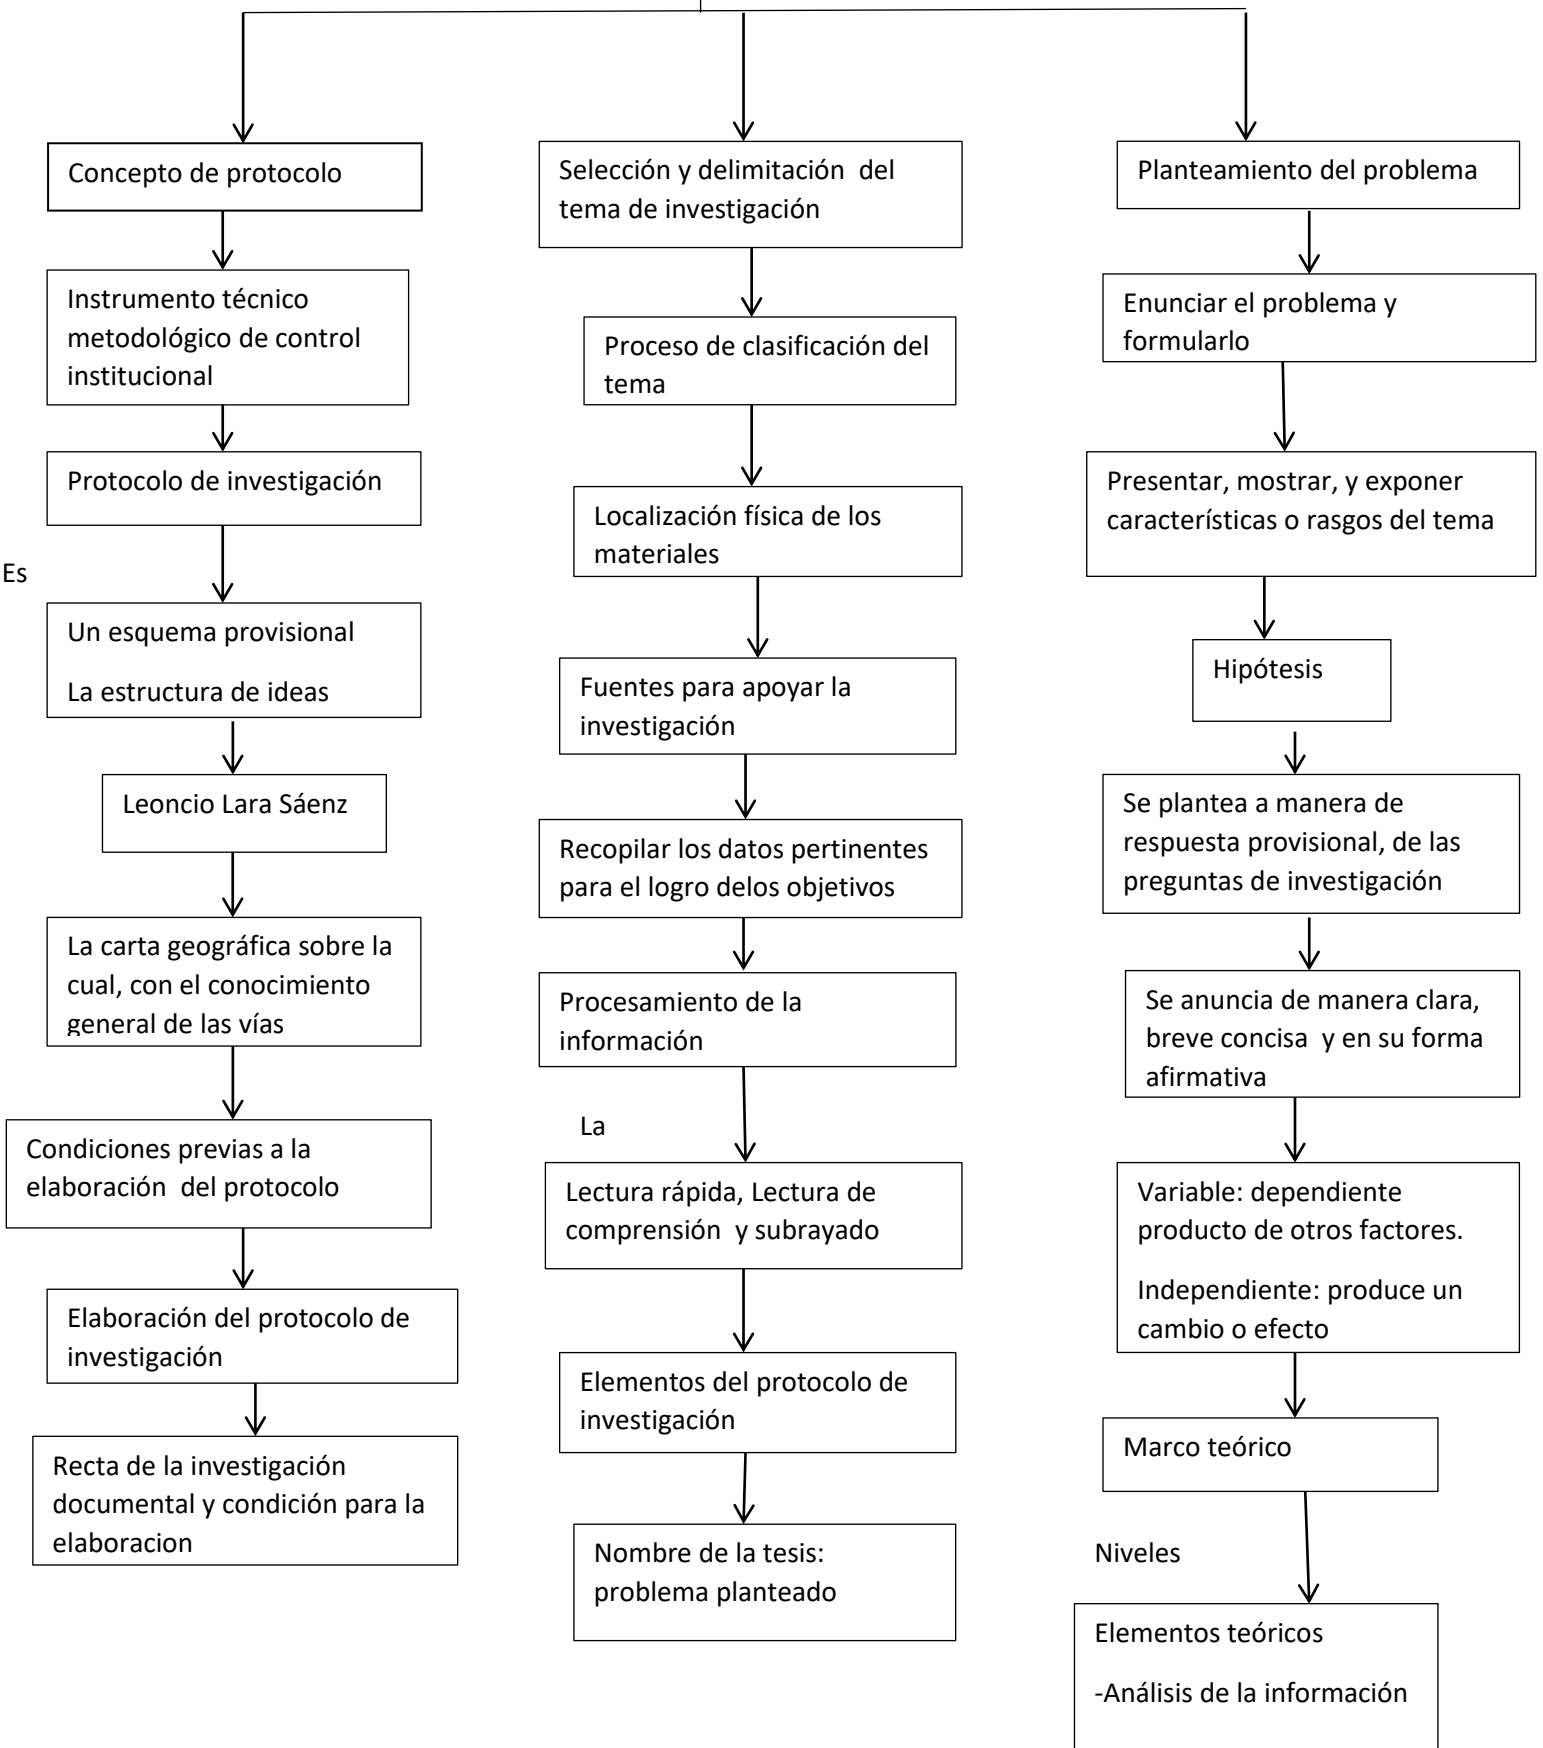 Concepto de protocolo
Instrumento técnico
metodológico de control
institucional
Protocolo de investigación
Es
Un esquema provisional
La estructura de ideas
Leoncio Lara Sáenz
La carta geográfica sobre la
cual, con el conocimiento
general de las vías
Condiciones previas a la
elaboración del protocolo
Elaboración del protocolo de
investigación
Recta de la investigación
documental y condición para la
elaboracion
Selección y delimitación del
tema de investigación
Proceso de clasificación del
tema
Localización física de los
materiales
Fuentes para apoyar la
investigación
Recopilar los datos pertinentes
para el logro delos objetivos
Procesamiento de la
información
La
Lectura rápida, Lectura de
comprensión y subrayado
Elementos del protocolo de
investigación
Nombre de la tesis:
problema planteado
Planteamiento del problema
Enunciar el problema y
formularlo
Presentar, mostrar, y exponer
características o rasgos del tema
Hipótesis
Se plantea a manera de
respuesta provisional, de las
preguntas de investigación
Se anuncia de manera clara,
breve concisa y en su forma
afirmativa
Variable: dependiente
producto de otros factores.
Independiente: produce un
cambio o efecto
Marco teórico
Niveles
Elementos teóricos
-Análisis de la información